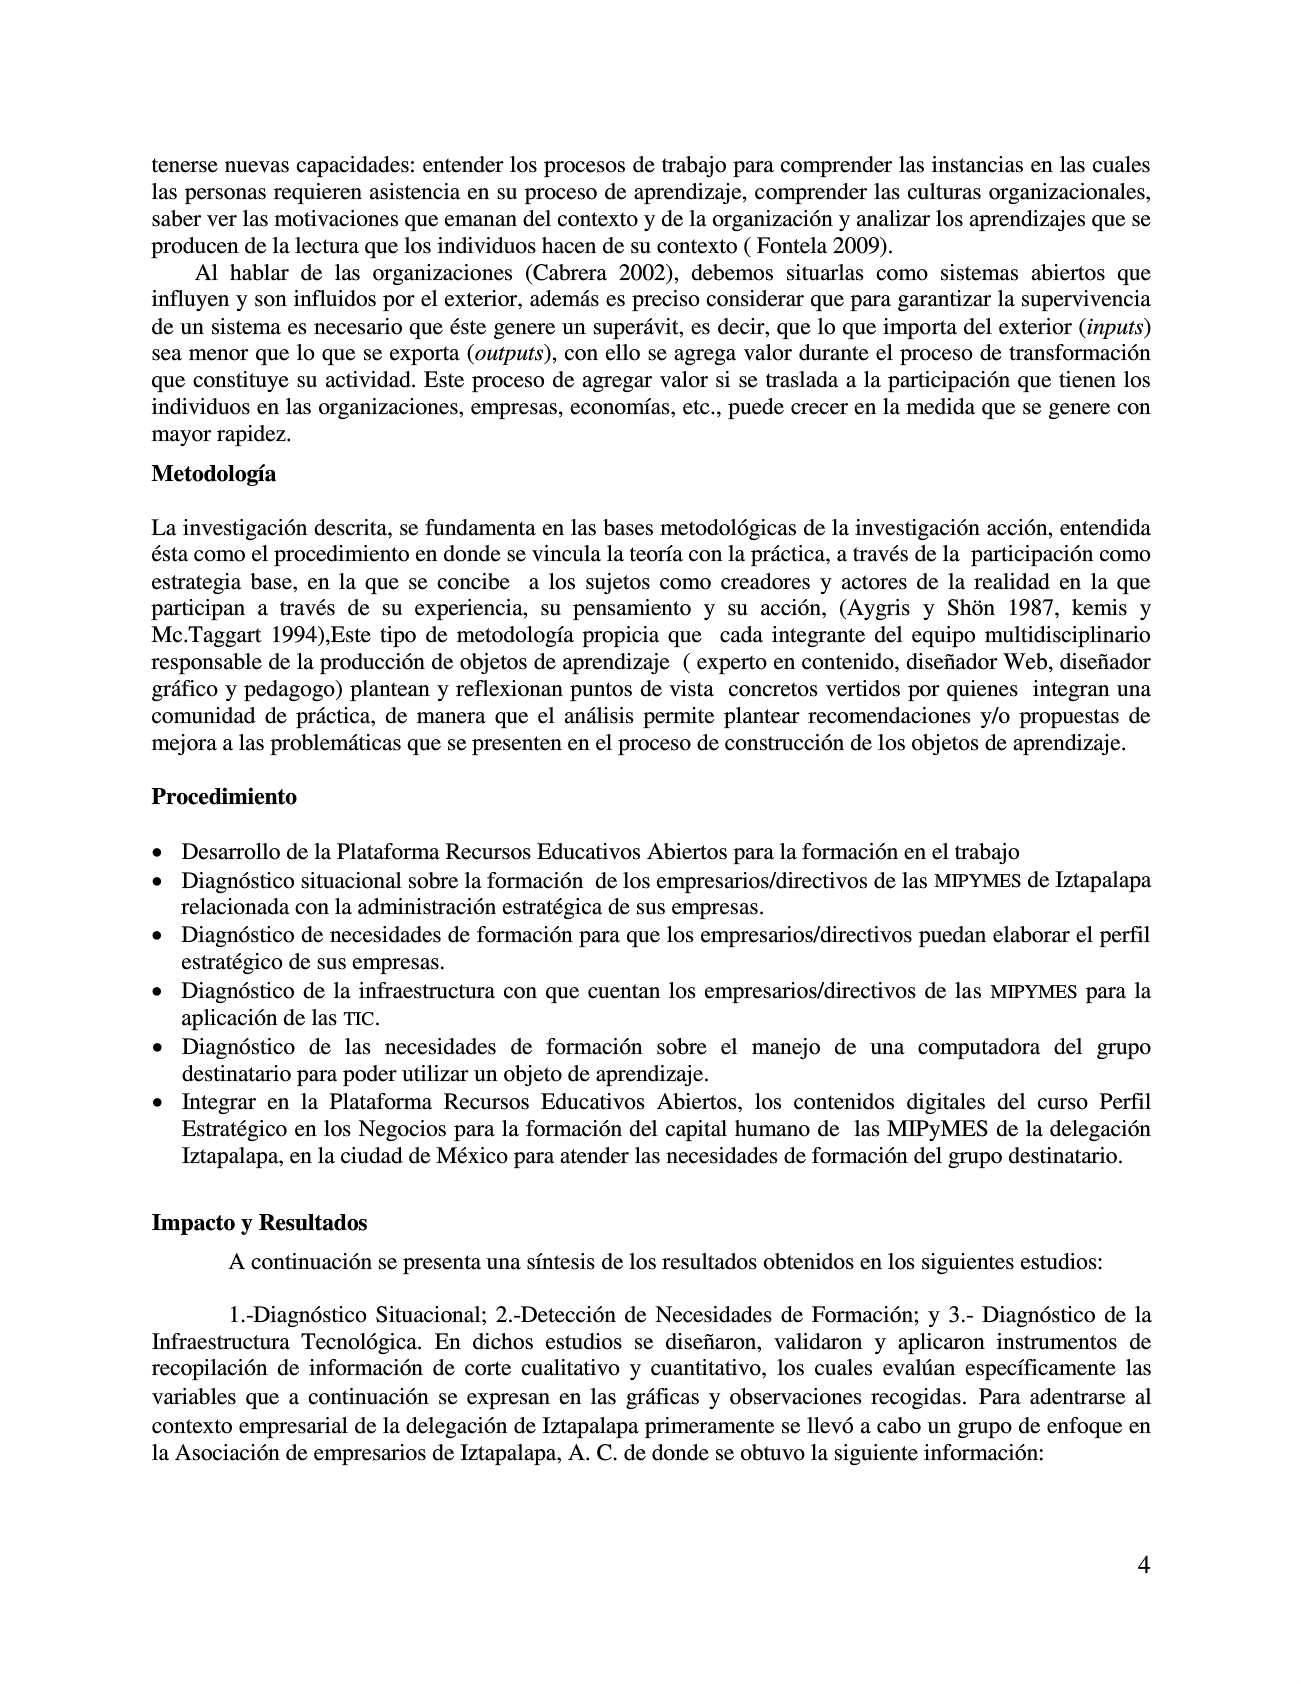 tenerse nuevas capacidades: entender los procesos de trabajo para comprender las instancias en las cuales
las personas requieren asistencia en su proceso de aprendizaje, comprender las culturas organizacionales,
saber ver las motivaciones que emanan del contexto y de la organización y analizar los aprendizajes que se
producen de la lectura que los individuos hacen de su contexto ( Fontela 2009).
Al hablar de las organizaciones (Cabrera 2002), debemos situarlas como sistemas abiertos que
influyen y son influidos por el exterior, además es preciso considerar que para garantizar la supervivencia
de un sistema es necesario que éste genere un superávit, es decir, que lo que importa del exterior (inputs)
sea menor que lo que se exporta (outputs), con ello se agrega valor durante el proceso de transformación
que constituye su actividad. Este proceso de agregar valor si se traslada a la participación que tienen los
individuos en las organizaciones, empresas, economías, etc., puede crecer en la medida que se genere con
mayor rapidez.
Metodología
La investigación descrita, se fundamenta en las bases metodológicas de la investigación acción, entendida
ésta como el procedimiento en donde se vincula la teoría con la práctica, a través de la participación como
estrategia base, en la que se concibe a los sujetos como creadores y actores de la realidad en la que
participan a través de su experiencia, su pensamiento y su acción, (Aygris y Shön 1987, kemis y
Mc.Taggart 1994),Este tipo de metodología propicia que cada integrante del equipo multidisciplinario
responsable de la producción de objetos de aprendizaje ( experto en contenido, diseñador Web, diseñador
gráfico y pedagogo) plantean y reflexionan puntos de vista concretos vertidos por quienes integran una
comunidad de práctica, de manera que el análisis permite plantear recomendaciones y/o propuestas de
mejora a las problemáticas que se presenten en el proceso de construcción de los objetos de aprendizaje.
Procedimiento
• Desarrollo de la Plataforma Recursos Educativos Abiertos para la formación en el trabajo
• Diagnóstico situacional sobre la formación de los empresarios/directivos de las MIPYMES de Iztapalapa
relacionada con la administración estratégica de sus empresas.
• Diagnóstico de necesidades de formación para que los empresarios/directivos puedan elaborar el perfil
estratégico de sus empresas.
• Diagnóstico de la infraestructura con que cuentan los empresarios/directivos de las MIPYMES para la
aplicación de las TIC.
• Diagnóstico de las necesidades de formación sobre el manejo de una computadora del grupo
destinatario para poder utilizar un objeto de aprendizaje.
• Integrar en la Plataforma Recursos Educativos Abiertos, los contenidos digitales del curso Perfil
Estratégico en los Negocios para la formación del capital humano de las MIPyMES de la delegación
Iztapalapa, en la ciudad de México para atender las necesidades de formación del grupo destinatario.
Impacto y Resultados
A continuación se presenta una síntesis de los resultados obtenidos en los siguientes estudios:
1.-Diagnóstico Situacional; 2.-Detección de Necesidades de Formación; y 3.- Diagnóstico de la
Infraestructura Tecnológica. En dichos estudios se diseñaron, validaron y aplicaron instrumentos de
recopilación de información de corte cualitativo y cuantitativo, los cuales evalúan específicamente las
variables que a continuación se expresan en las gráficas y observaciones recogidas. Para adentrarse al
contexto empresarial de la delegación de Iztapalapa primeramente se llevó a cabo un grupo de enfoque en
la Asociación de empresarios de Iztapalapa, A. C. de donde se obtuvo la siguiente información:
4